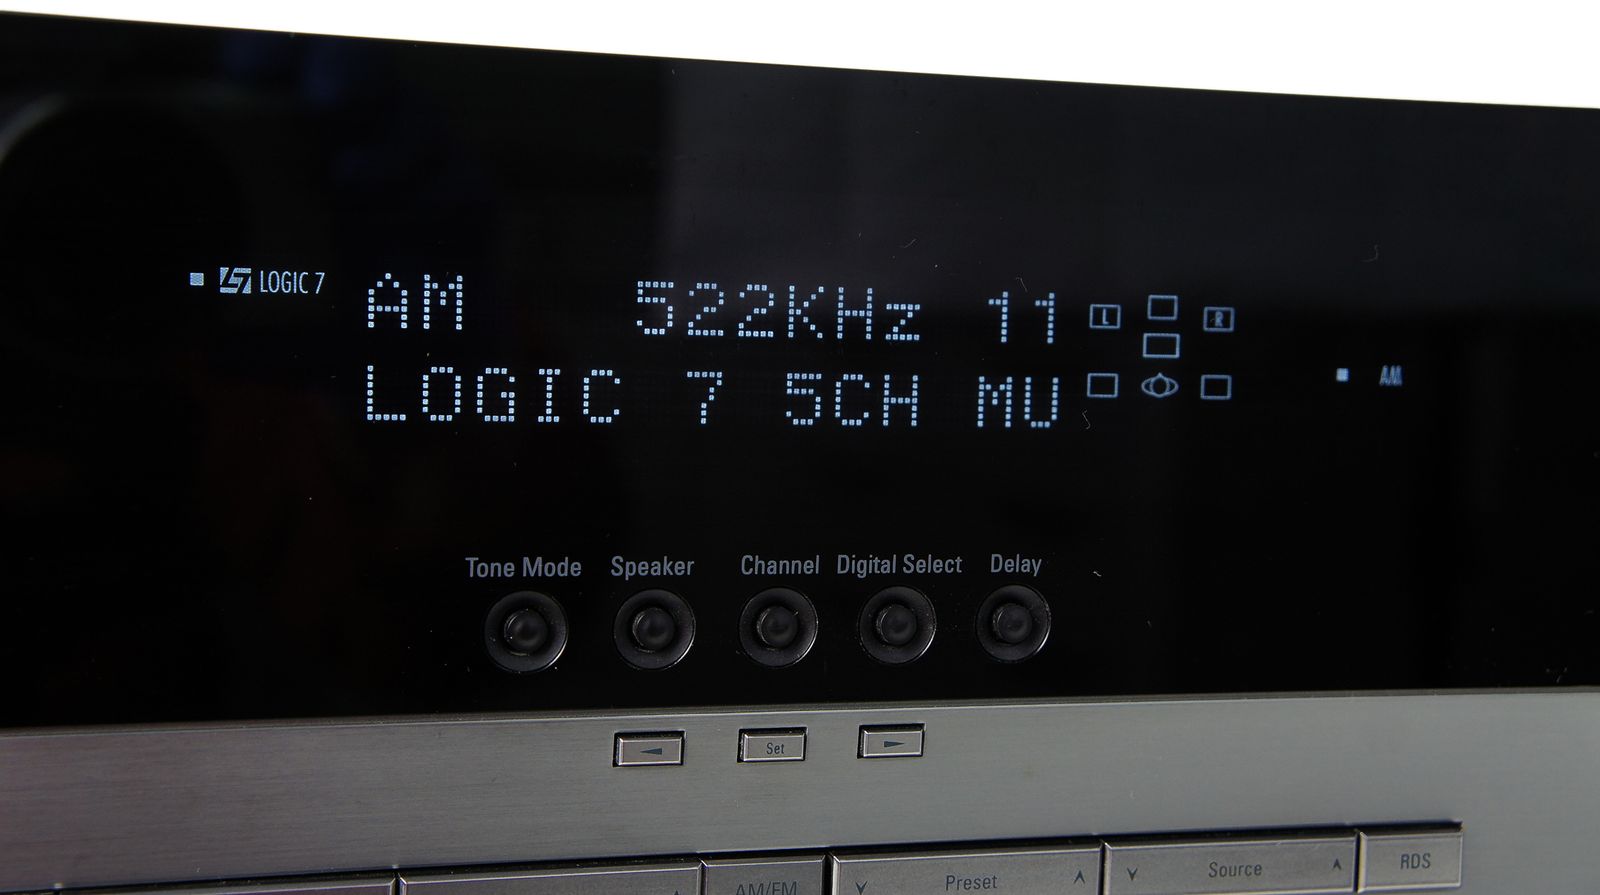 LOGIC 7
AM 522KHz 11
L R
LOGIC 7 5CH MU
AM
Tone Mode Speaker Channel Digital Select Delay
Set
AM/FM Preset Source RDS